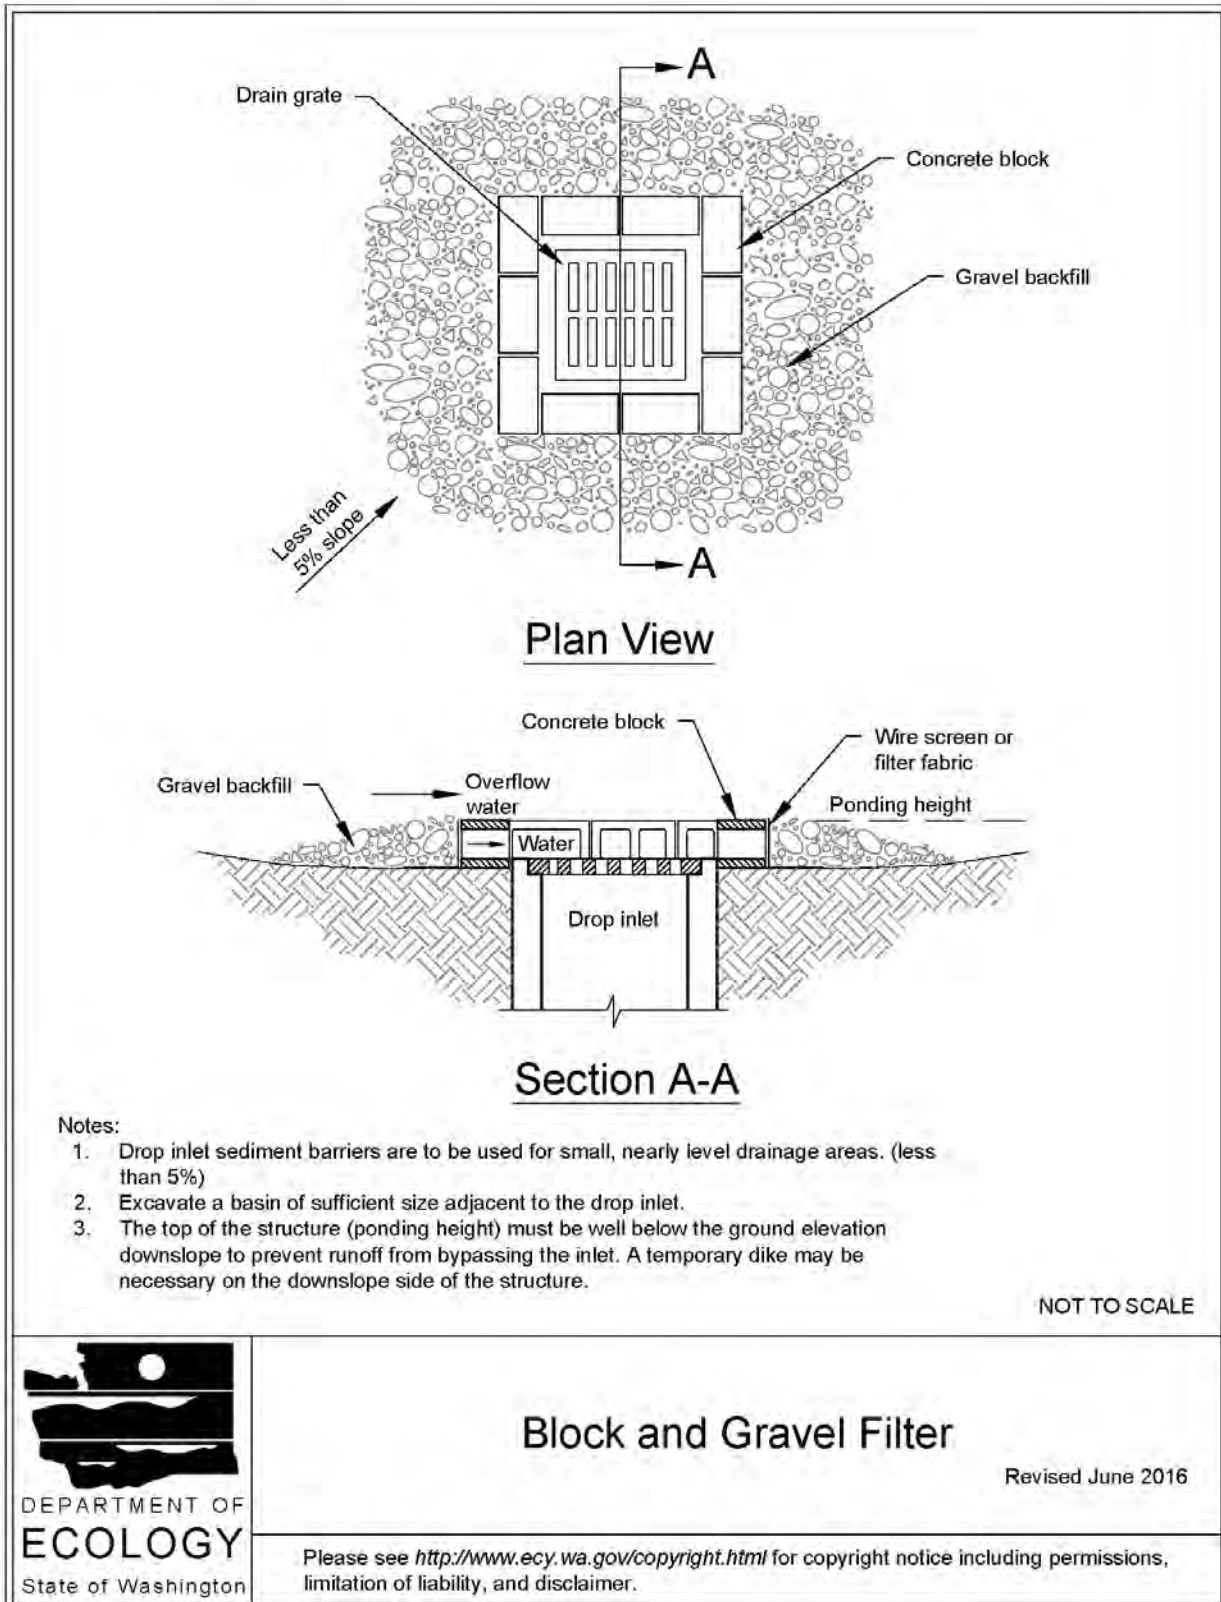 A
Drain grate
Concrete block
Gravel backfill
Less than
5% slope
A
Plan View
Concrete block
Wire screen or
filter fabric
Gravel backfill
Overflow
water
Ponding height
Water
Drop inlet
Section A-A
Notes:
1. Drop inlet sediment barriers are to be used for small, nearly level drainage areas. (less
than 5%)
2. Excavate a basin of sufficient size adjacent to the drop inlet.
3. The top of the structure (ponding height) must be well below the ground elevation
downslope to prevent runoff from bypassing the inlet. A temporary dike may be
necessary on the downslope side of the structure.
NOT TO SCALE
Block and Gravel Filter
Revised June 2016
DEPARTMENT OF
ECOLOGY
State of Washington
Please see http://www.ecy.wa.gov/copyright.html for copyright notice including permissions,
limitation of liability, and disclaimer.